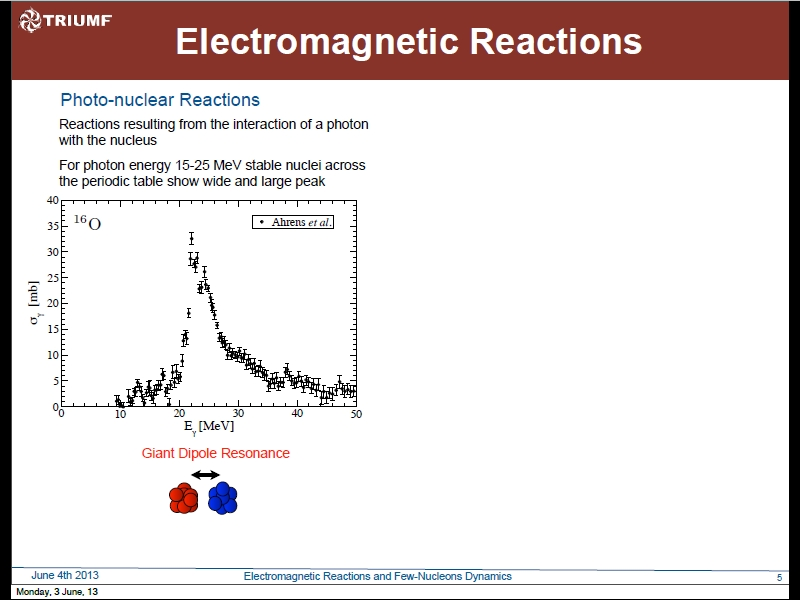 TRIUMF
Electromagnetic Reactions
Photo-nuclear Reactions
Reactions resulting from the interaction of a photon
with the nucleus
For photon energy 15-25 MeV stable nuclei across
the periodic table show wide and large peak
40
35
30
25
20
15
10
5
0
σγ [mb]
¹⁶O
Ahrens et al.
0 10 20 30 40 50
Eγ [MeV]
Giant Dipole Resonance
June 4th 2013
Electromagnetic Reactions and Few-Nucleons Dynamics
5
Monday, 3 June, 13